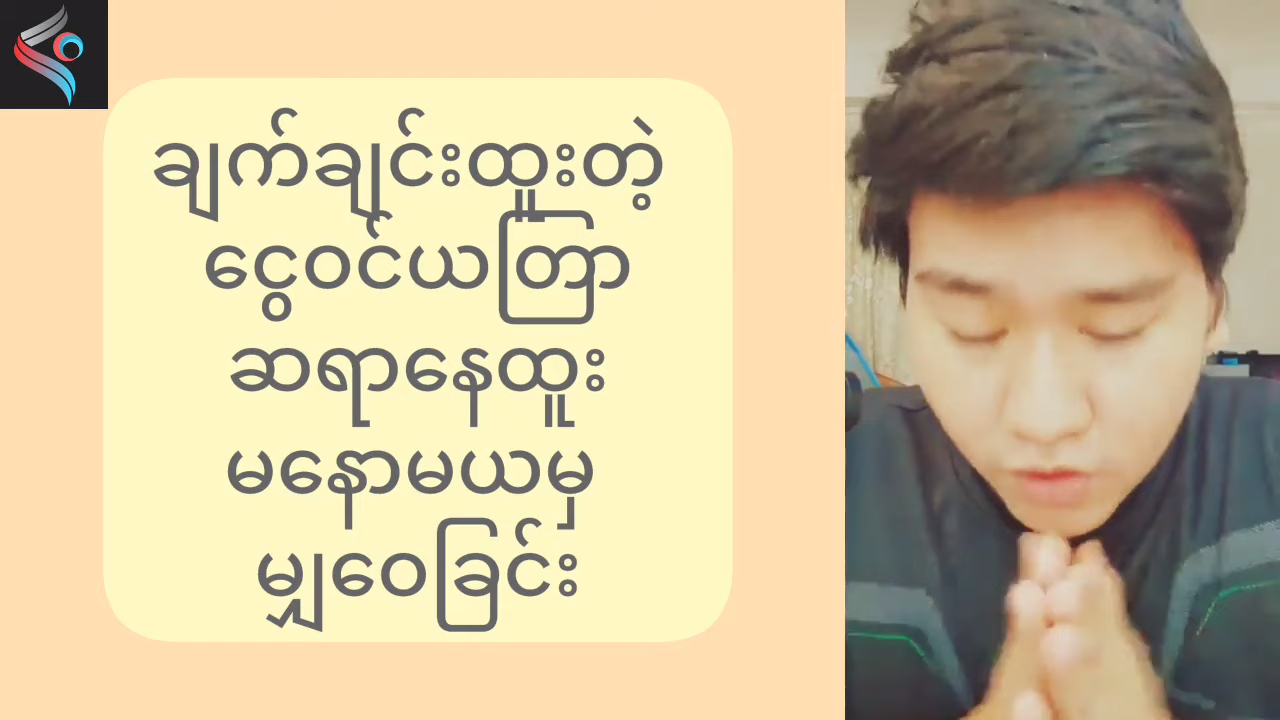 ချက်ချင်းထူးတဲ့
ငွေဝင်ယတြာ
ဆရာနေထူး
မနောမယမှ
မျှဝေခြင်း